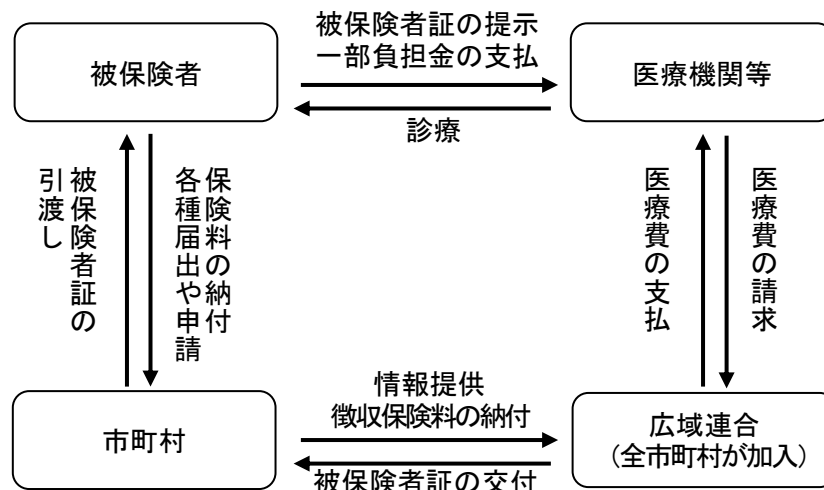 被保険者証の提示
一部負担金の支払
被保険者
医療機関等
診療
被保険者証の
引渡し
保険料の納付
各種届出や申請
医療費の支払
医療費の請求
情報提供
徴収保険料の納付
市町村
広域連合
（全市町村が加入）
被保険者証の交付